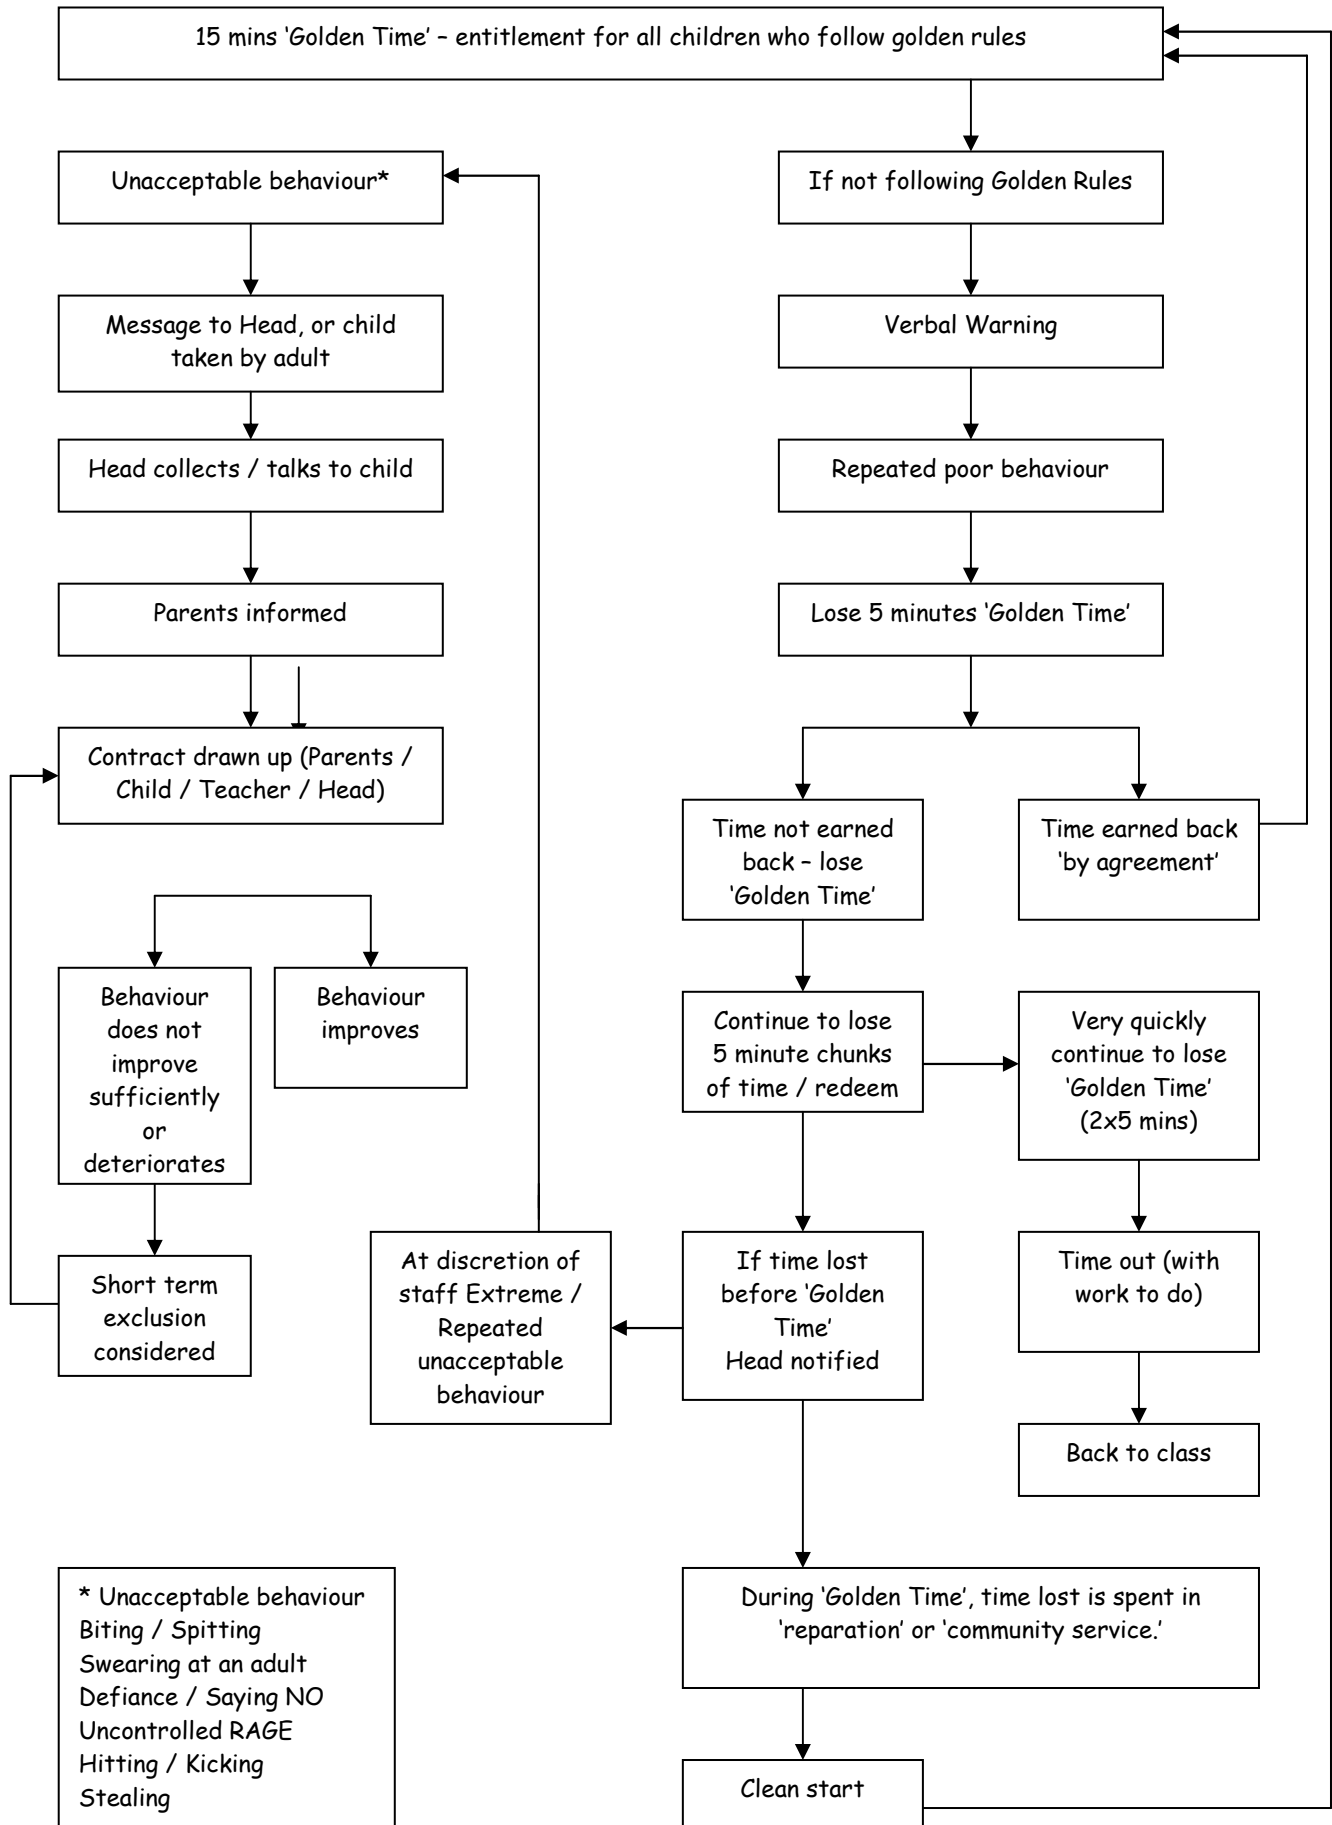 15 mins ‘Golden Time’ – entitlement for all children who follow golden rules
Unacceptable behaviour*
Message to Head, or child
taken by adult
Head collects / talks to child
Parents informed
Contract drawn up (Parents /
Child / Teacher / Head)
Behaviour
does not
improve
sufficiently
or
deteriorates
Behaviour
improves
Short term
exclusion
considered
If not following Golden Rules
Verbal Warning
Repeated poor behaviour
Lose 5 minutes ‘Golden Time’
Time not earned
back – lose
‘Golden Time’
Time earned back
‘by agreement’
Continue to lose
5 minute chunks
of time / redeem
Very quickly
continue to lose
‘Golden Time’
(2x5 mins)
At discretion of
staff Extreme /
Repeated
unacceptable
behaviour
If time lost
before ‘Golden
Time’
Head notified
Time out (with
work to do)
Back to class
During ‘Golden Time’, time lost is spent in
‘reparation’ or ‘community service.’
Clean start
* Unacceptable behaviour
Biting / Spitting
Swearing at an adult
Defiance / Saying NO
Uncontrolled RAGE
Hitting / Kicking
Stealing